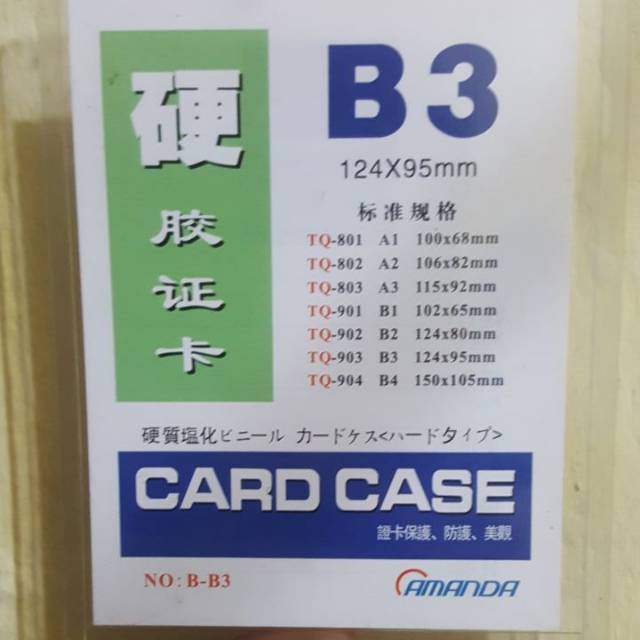 硬
胶
证
卡
B3
124X95mm
标准规格
TQ-801 A1 100x68mm
TQ-802 A2 106x82mm
TQ-803 A3 115x92mm
TQ-901 B1 102x65mm
TQ-902 B2 124x80mm
TQ-903 B3 124x95mm
TQ-904 B4 150x105mm
硬質塩化ビニール カードケス<ハードタイプ>
CARD CASE
證卡保護、防護、美觀
NO: B-B3
AMANDA